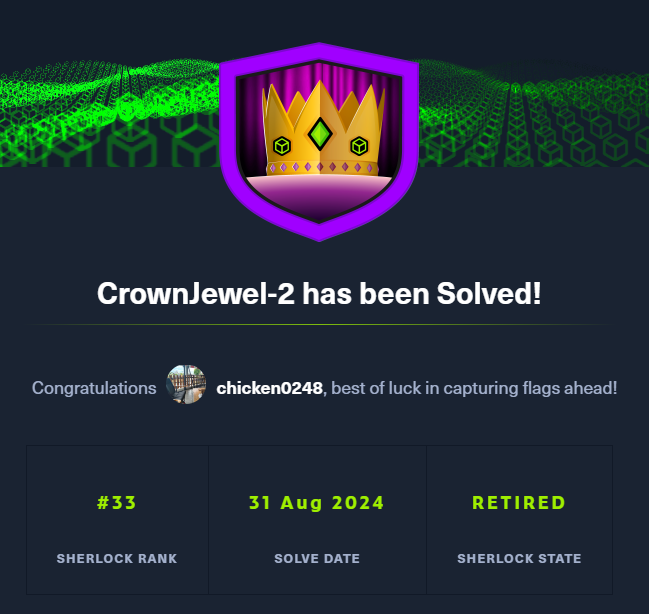 CrownJewel-2 has been Solved!
Congratulations chicken0248, best of luck in capturing flags ahead!
#33 31 Aug 2024 RETIRED
SHERLOCK RANK SOLVE DATE SHERLOCK STATE